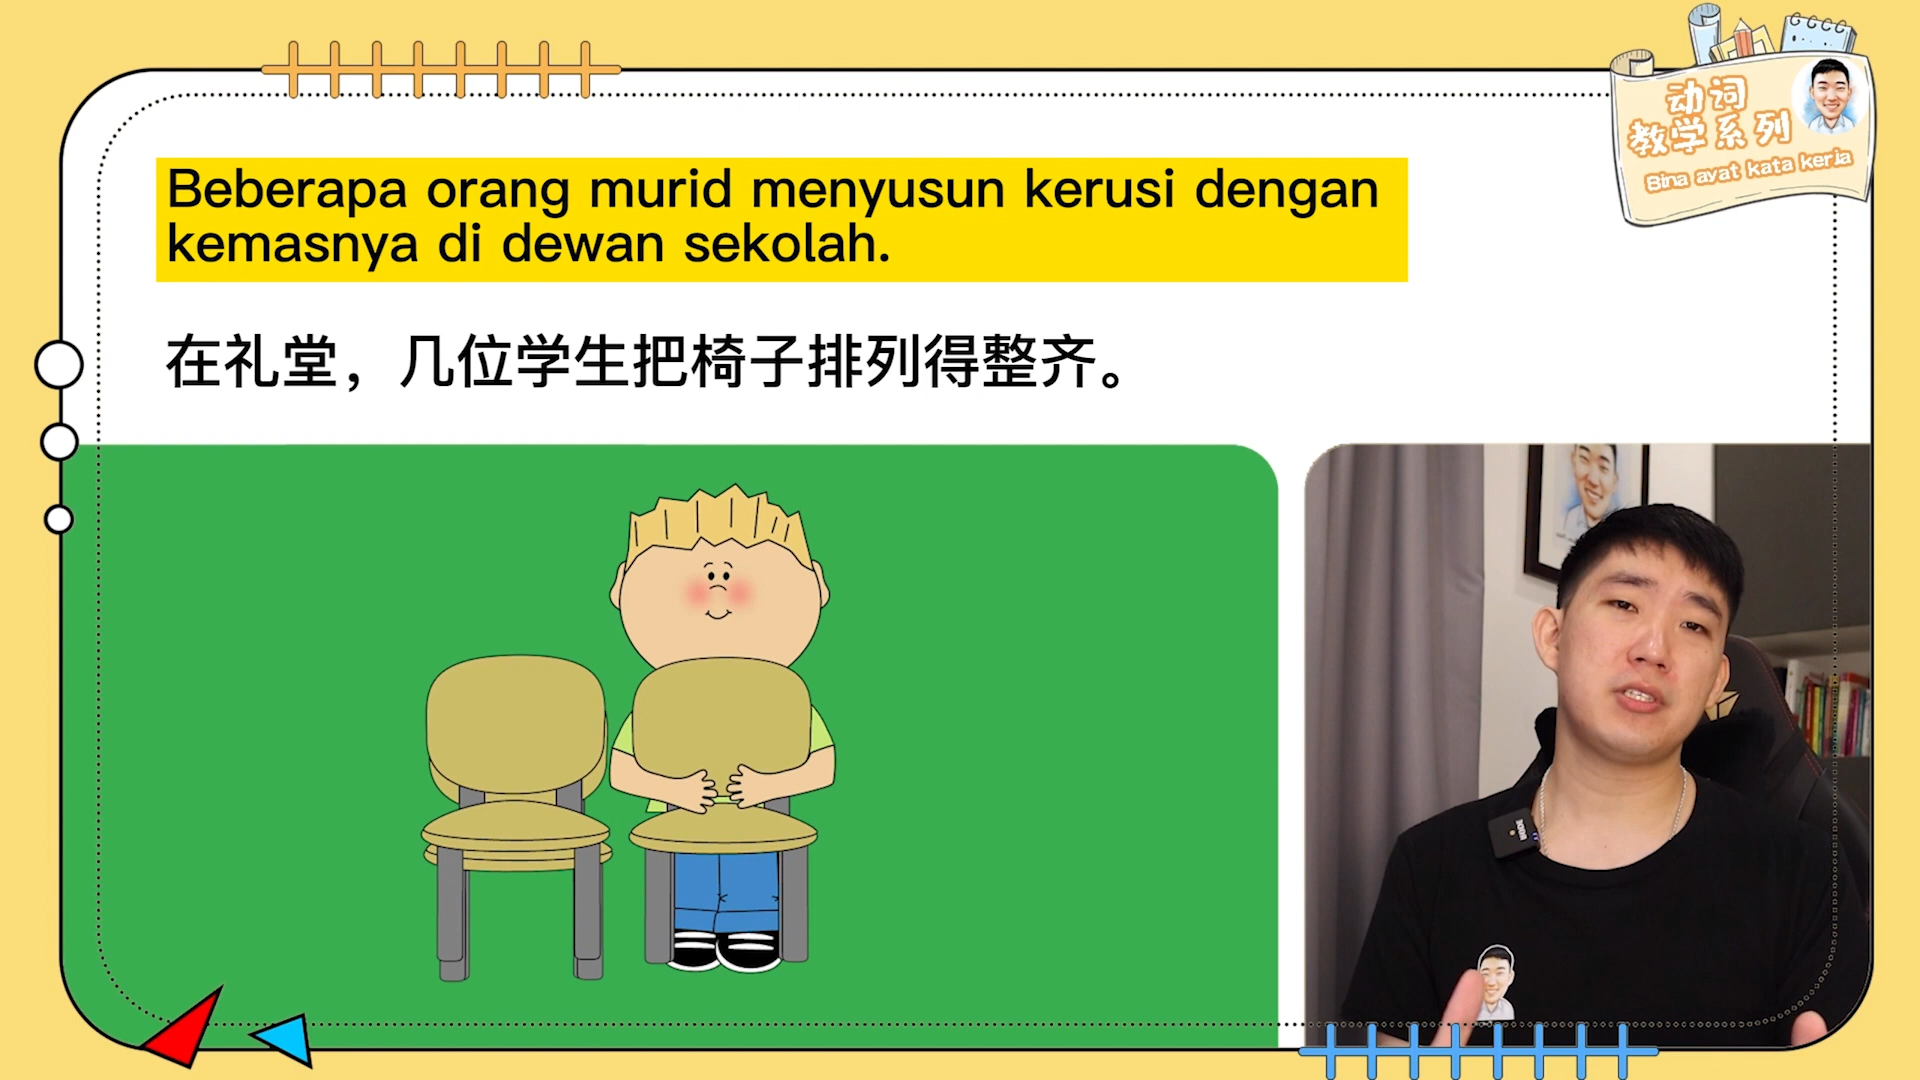 动词
教学系列
Bina ayat kata kerja
Beberapa orang murid menyusun kerusi dengan
kemasnya di dewan sekolah.
在礼堂，几位学生把椅子排列得整齐。